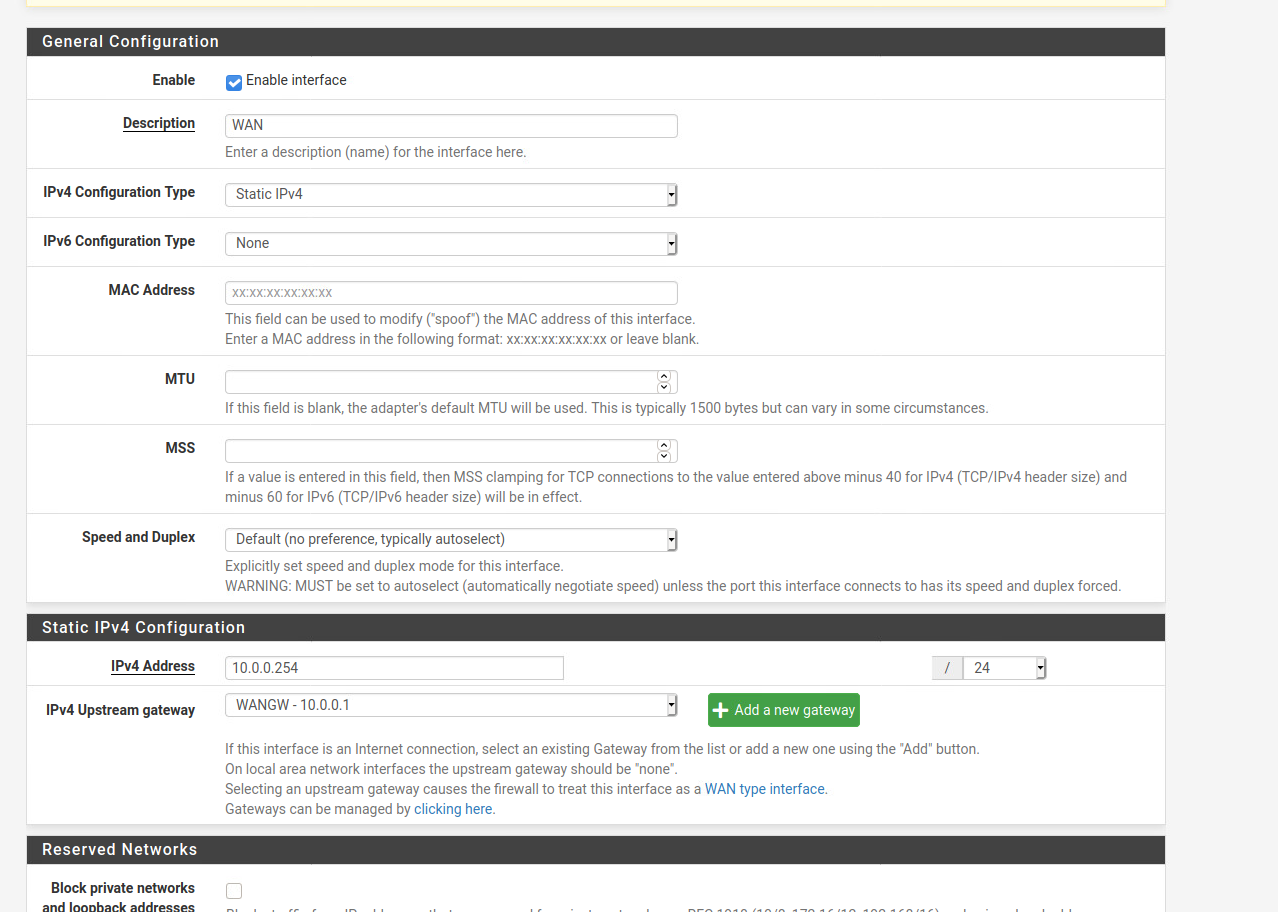 General Configuration
Enable
Enable interface
Description
WAN
Enter a description (name) for the interface here.
IPv4 Configuration Type
Static IPv4
IPv6 Configuration Type
None
MAC Address
xx:xx:xx:xx:xx:xx
This field can be used to modify ("spoof") the MAC address of this interface.
Enter a MAC address in the following format: xx:xx:xx:xx:xx:xx or leave blank.
MTU
If this field is blank, the adapter's default MTU will be used. This is typically 1500 bytes but can vary in some circumstances.
MSS
If a value is entered in this field, then MSS clamping for TCP connections to the value entered above minus 40 for IPv4 (TCP/IPv4 header size) and
minus 60 for IPv6 (TCP/IPv6 header size) will be in effect.
Speed and Duplex
Default (no preference, typically autoselect)
Explicitly set speed and duplex mode for this interface.
WARNING: MUST be set to autoselect (automatically negotiate speed) unless the port this interface connects to has its speed and duplex forced.
Static IPv4 Configuration
IPv4 Address
10.0.0.254
/ 24
IPv4 Upstream gateway
WANGW - 10.0.0.1
Add a new gateway
If this interface is an Internet connection, select an existing Gateway from the list or add a new one using the "Add" button.
On local area network interfaces the upstream gateway should be "none".
Selecting an upstream gateway causes the firewall to treat this interface as a WAN type interface.
Gateways can be managed by clicking here.
Reserved Networks
Block private networks
and loopback addresses